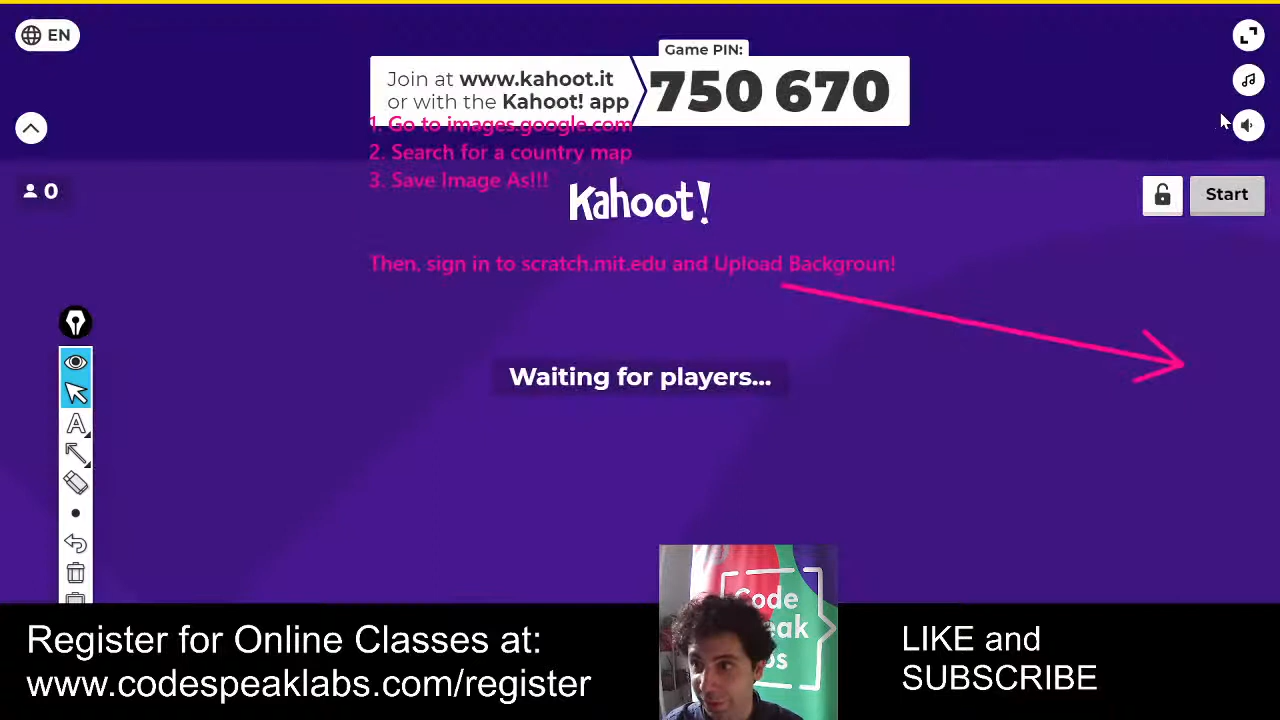 EN
Game PIN:
Join at www.kahoot.it
or with the Kahoot! app
750 670
1. Go to images.google.com
2. Search for a country map
3. Save Image As!!!
0
Kahoot!
Start
Then, sign in to scratch.mit.edu and Upload Backgroun!
Waiting for players...
A
Code
eak
Register for Online Classes at:
www.codespeaklabs.com/register
LIKE and
SUBSCRIBE